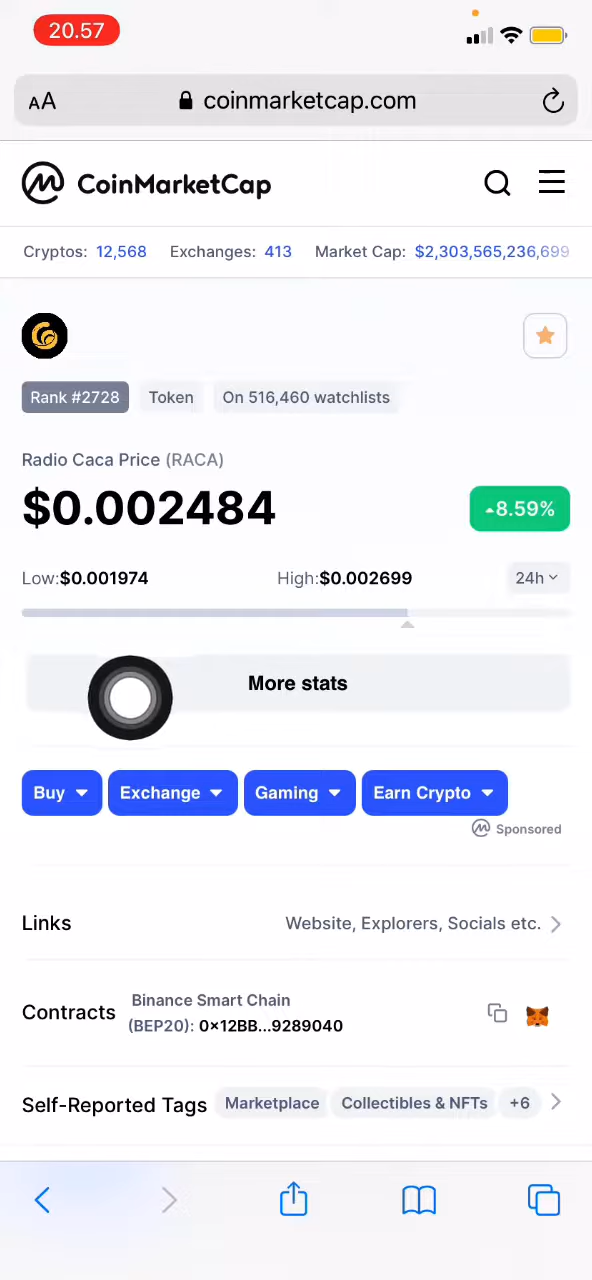 20.57
AA coinmarketcap.com
CoinMarketCap
Cryptos: 12,568 Exchanges: 413 Market Cap: $2,303,565,236,699
Rank #2728 Token On 516,460 watchlists
Radio Caca Price (RACA)
$0.002484 8.59%
Low:$0.001974 High:$0.002699 24h
More stats
Buy Exchange Gaming Earn Crypto
Sponsored
Links Website, Explorers, Socials etc.
Binance Smart Chain
Contracts (BEP20): 0x12BB...9289040
Self-Reported Tags Marketplace Collectibles & NFTs +6